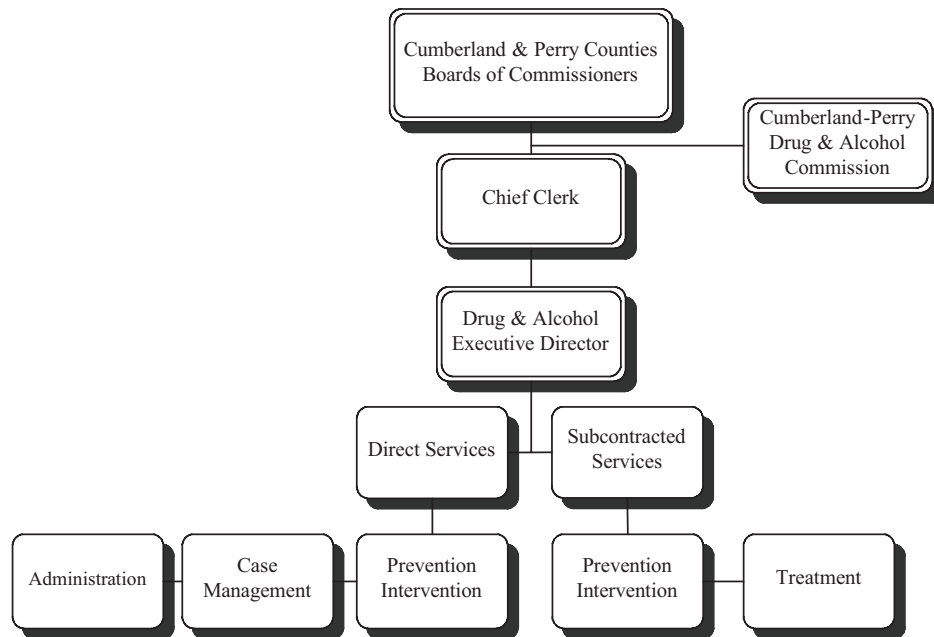 Cumberland & Perry Counties
Boards of Commissioners
Cumberland-Perry
Drug & Alcohol
Commission
Chief Clerk
Drug & Alcohol
Executive Director
Direct Services
Subcontracted
Services
Administration
Case
Management
Prevention
Intervention
Prevention
Intervention
Treatment